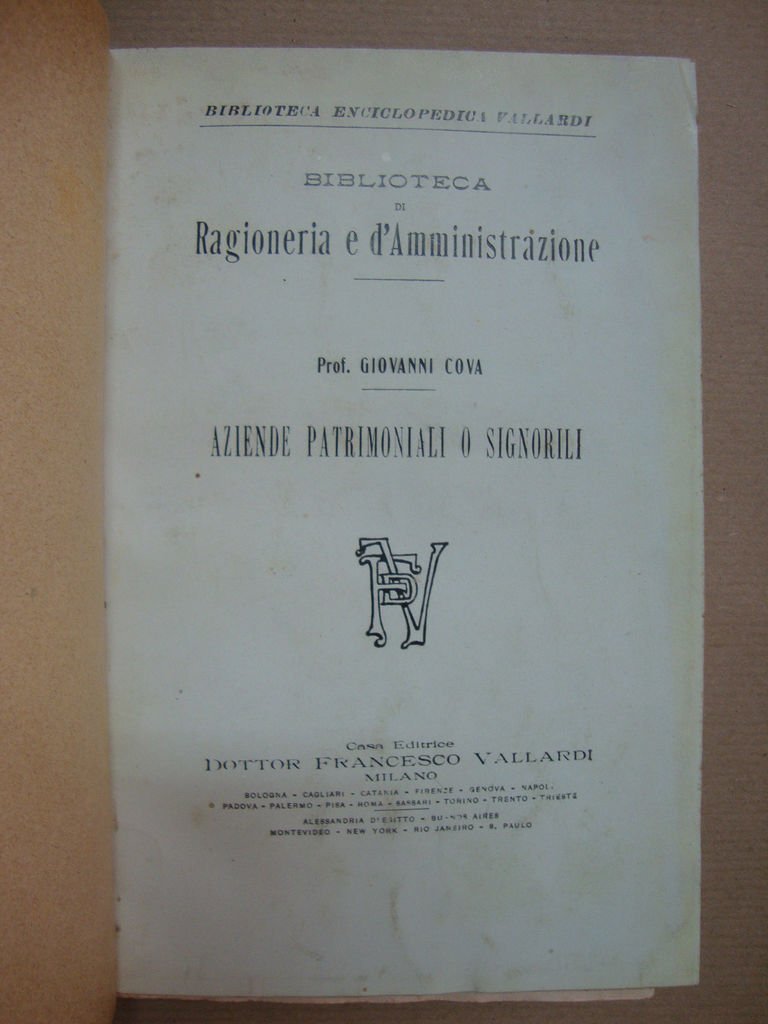 BIBLIOTECA ENCICLOPEDICA VALLARDI
BIBLIOTECA
DI
Ragioneria e d'Amministrazione
Prof. GIOVANNI COVA
AZIENDE PATRIMONIALI O SIGNORILI
Casa Editrice
DOTTOR FRANCESCO VALLARDI
MILANO
BOLOGNA - CAGLIARI - CATANIA - FIRENZE - GENOVA - NAPOLI
PADOVA - PALERMO - PISA - ROMA - SASSARI - TORINO - TRENTO - TRIESTE
ALESSANDRIA D'EGITTO - BUENOS AIRES
MONTEVIDEO - NEW YORK - RIO JANEIRO - S. PAULO